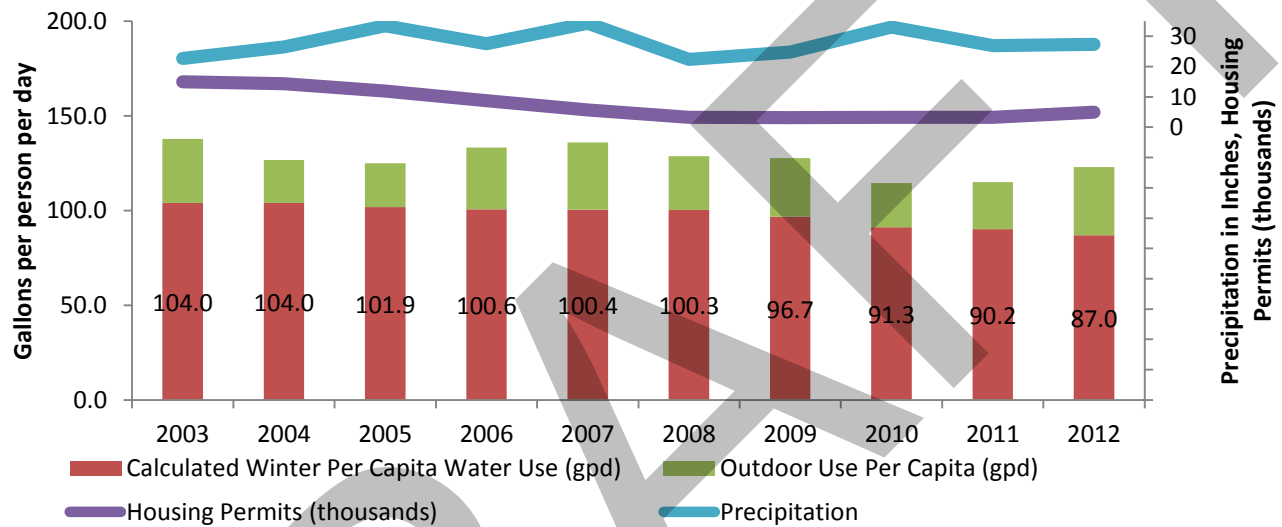 200.0
150.0
100.0
50.0
0.0
Gallons per person per day
30
20
10
0
Precipitation in Inches, Housing
Permits (thousands)
104.0 104.0 101.9 100.6 100.4 100.3 96.7 91.3 90.2 87.0
2003 2004 2005 2006 2007 2008 2009 2010 2011 2012
Calculated Winter Per Capita Water Use (gpd) Outdoor Use Per Capita (gpd)
Housing Permits (thousands) Precipitation